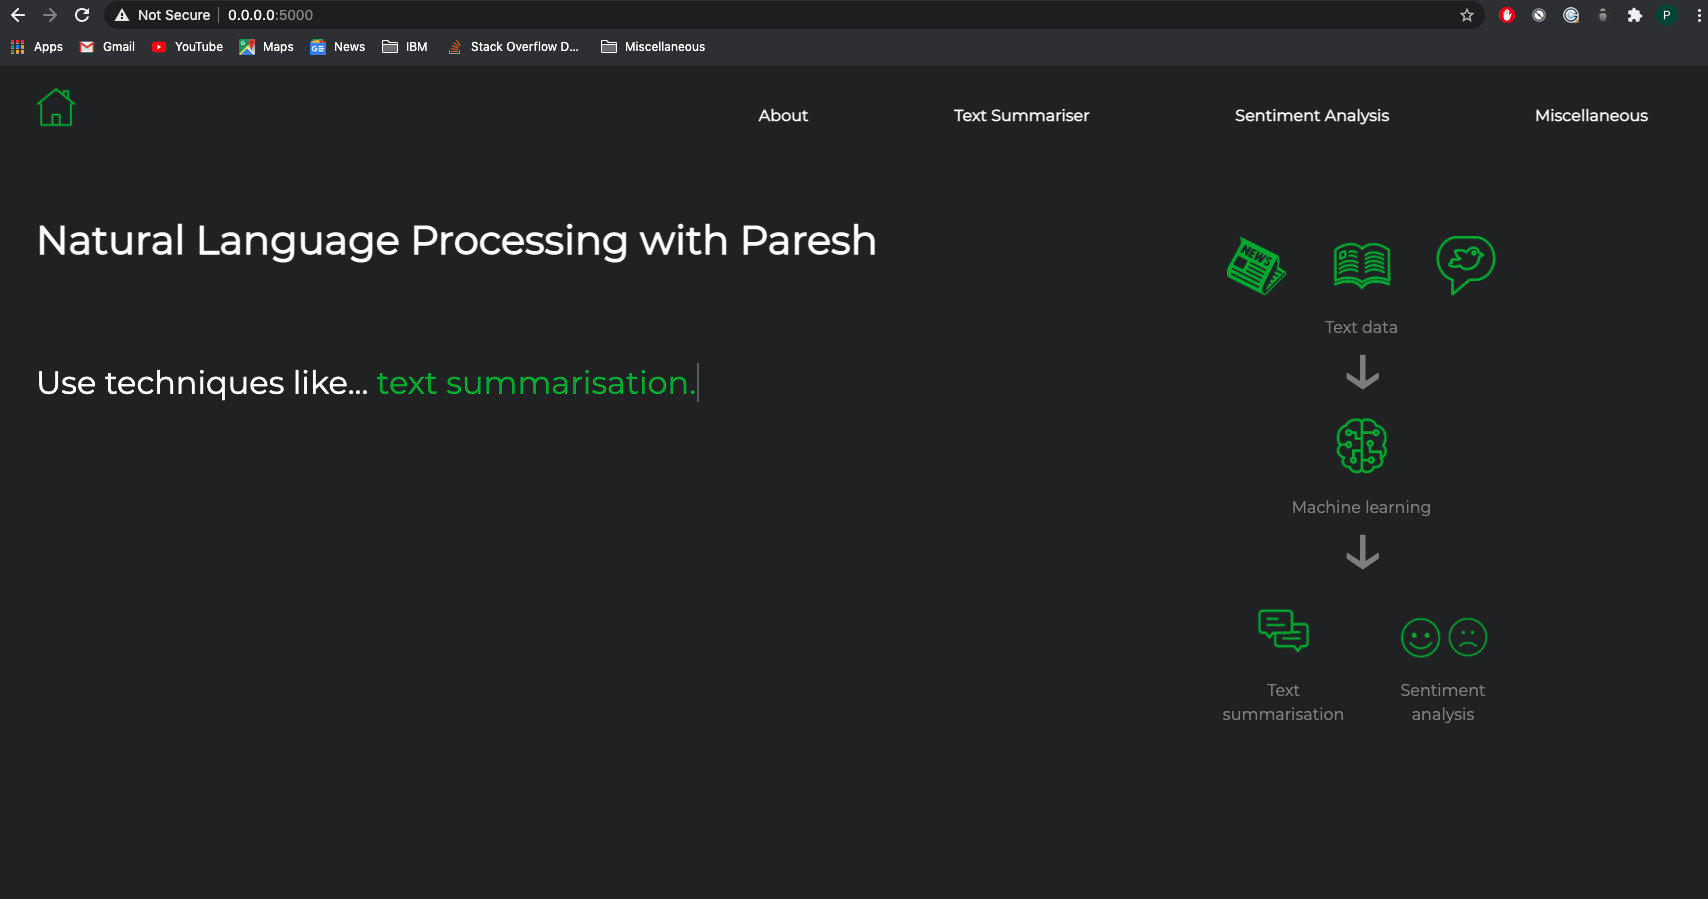 Not Secure | 0.0.0.0:5000
Apps Gmail YouTube Maps News IBM Stack Overflow D... Miscellaneous
P
About Text Summariser Sentiment Analysis Miscellaneous
Natural Language Processing with Paresh
Use techniques like... text summarisation.
NEWS
Text data
Machine learning
Text
summarisation
Sentiment
analysis